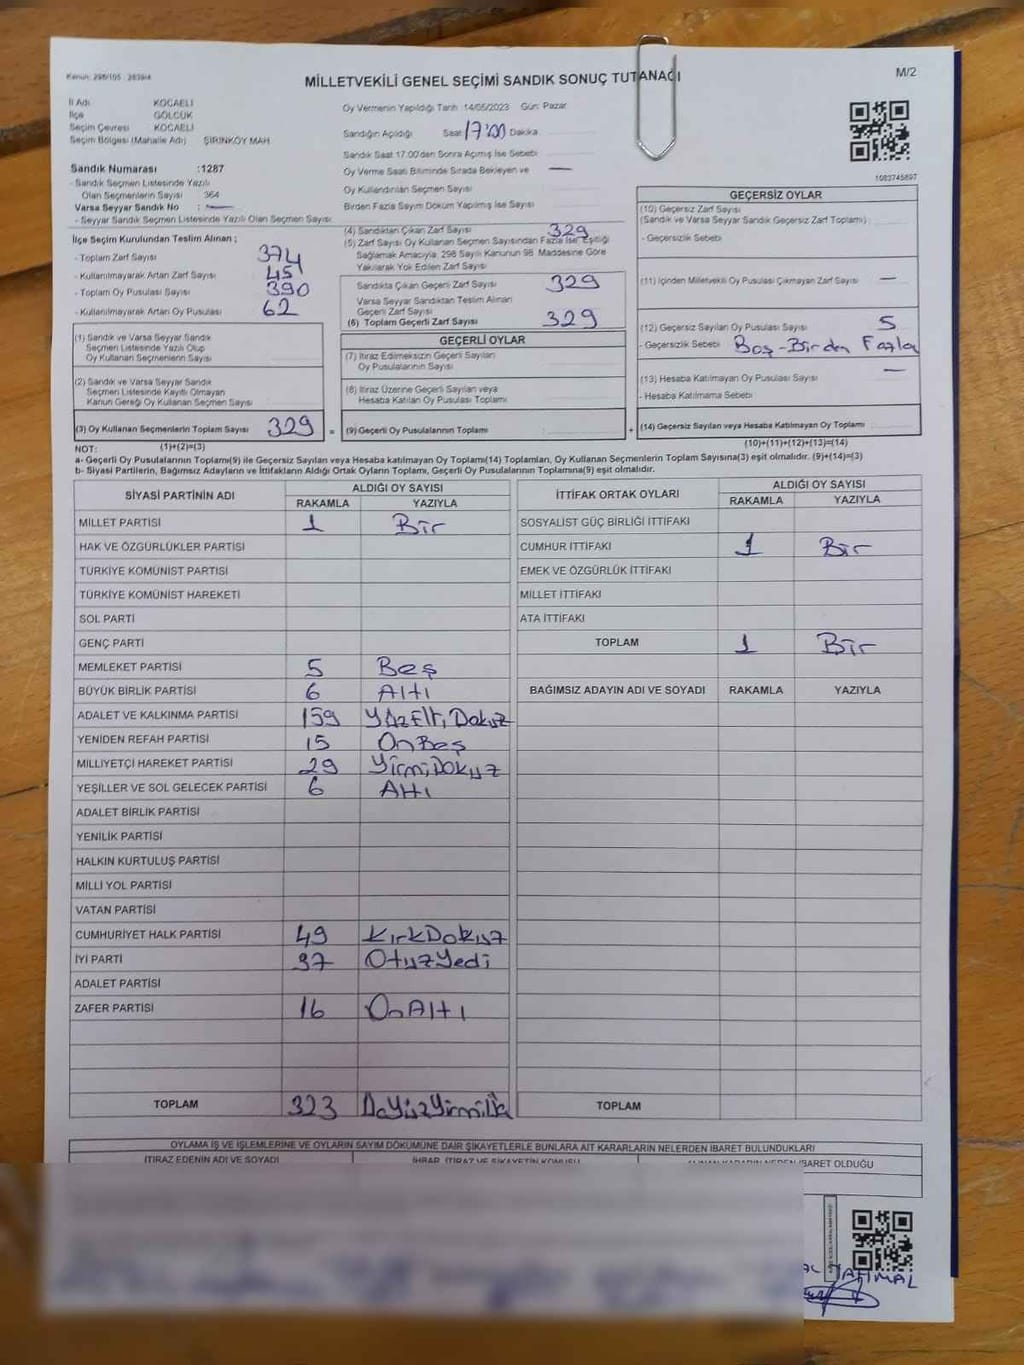 Kanun: 298/105 : 2839/4
MİLLETVEKİLİ GENEL SEÇİMİ SANDIK SONUÇ TUTANAĞI
M/2
İl Adı KOCAELİ
İlçe GÖLCÜK
Seçim Çevresi KOCAELİ
Seçim Bölgesi (Mahalle Adı) ŞİRİNKÖY MAH
Sandık Numarası :1287
- Sandık Seçmen Listesinde Yazılı
Olan Seçmenlerin Sayısı 364
Varsa Seyyar Sandık No : —
- Seyyar Sandık Seçmen Listesinde Yazılı Olan Seçmen Sayısı:
Oy Vermenin Yapıldığı Tarih 14/05/2023 Gün: Pazar
Sandığın Açıldığı Saat 17:00 Dakika
Sandık Saat 17.00'den Sonra Açımış İse Sebebi
Oy Verme Saati Bitiminde Sırada Bekleyen ve —
Oy Kullandırılan Seçmen Sayısı
Birden Fazla Sayım Döküm Yapılmış İse Sayısı
1083745897
İlçe Seçim Kurulundan Teslim Alınan ;
- Toplam Zarf Sayısı 374
- Kullanılmayarak Artan Zarf Sayısı 45
- Toplam Oy Pusulası Sayısı 390
- Kullanılmayarak Artan Oy Pusulası 62
(4) Sandıktan Çıkan Zarf Sayısı 329
(5) Zarf Sayısı Oy Kullanan Seçmen Sayısından Fazla İse, Eşitliği
Sağlamak Amacıyla, 298 Sayılı Kanunun 98. Maddesine Göre
Yakılarak Yok Edilen Zarf Sayısı
Sandıkta Çıkan Geçerli Zarf Sayısı 329
Varsa Seyyar Sandıktan Teslim Alınan
Geçerli Zarf Sayısı
(6) Toplam Geçerli Zarf Sayısı 329
GEÇERSİZ OYLAR
(10) Geçersiz Zarf Sayısı
(Sandık ve Varsa Seyyar Sandık Geçersiz Zarf Toplamı)
- Geçersizlik Sebebi
(11) İçinden Milletvekili Oy Pusulası Çıkmayan Zarf Sayısı —
(12) Geçersiz Sayılan Oy Pusulası Sayısı 5
- Geçersizlik Sebebi Boş-Birden Fazla
(13) Hesaba Katılmayan Oy Pusulası Sayısı —
- Hesaba Katılmama Sebebi
(14) Geçersiz Sayılan veya Hesaba Katılmayan Oy Toplamı
(1) Sandık ve Varsa Seyyar Sandık
Seçmen Listesinde Yazılı Olup
Oy Kullanan Seçmenlerin Sayısı
(2) Sandık ve Varsa Seyyar Sandık
Seçmen Listesinde Kayıtlı Olmayan
Kanun Gereği Oy Kullanan Seçmen Sayısı
(3) Oy Kullanan Seçmenlerin Toplam Sayısı 329 =
GEÇERLİ OYLAR
(7) İtiraz Edilmeksizin Geçerli Sayılan
Oy Pusulalarının Sayısı
(8) İtiraz Üzerine Geçerli Sayılan veya
Hesaba Katılan Oy Pusulası Toplamı
(9) Geçerli Oy Pusulalarının Toplamı +
NOT: (1)+(2)=(3) (10)+(11)+(12)+(13)=(14)
a- Geçerli Oy Pusulalarının Toplamı(9) ile Geçersiz Sayılan veya Hesaba katılmayan Oy Toplamı(14) Toplamları, Oy Kullanan Seçmenlerin Toplam Sayısına(3) eşit olmalıdır. (9)+(14)=(3)
b- Siyasi Partilerin, Bağımsız Adayların ve İttifakların Aldığı Ortak Oyların Toplamı, Geçerli Oy Pusulalarının Toplamına(9) eşit olmalıdır.
SİYASİ PARTİNİN ADI ALDIĞI OY SAYISI
RAKAMLA YAZIYLA
MİLLET PARTİSİ 1 Bir
HAK VE ÖZGÜRLÜKLER PARTİSİ
TÜRKİYE KOMÜNİST PARTİSİ
TÜRKİYE KOMÜNİST HAREKETİ
SOL PARTİ
GENÇ PARTİ
MEMLEKET PARTİSİ 5 Beş
BÜYÜK BİRLİK PARTİSİ 6 Altı
ADALET VE KALKINMA PARTİSİ 159 YüzElli Dokuz
YENİDEN REFAH PARTİSİ 15 OnBeş
MİLLİYETÇİ HAREKET PARTİSİ 29 YirmiDokuz
YEŞİLLER VE SOL GELECEK PARTİSİ 6 Altı
ADALET BİRLİK PARTİSİ
YENİLİK PARTİSİ
HALKIN KURTULUŞ PARTİSİ
MİLLİ YOL PARTİSİ
VATAN PARTİSİ
CUMHURİYET HALK PARTİSİ 49 KırkDokuz
İYİ PARTİ 37 OtuzYedi
ADALET PARTİSİ
ZAFER PARTİSİ 16 OnAltı
TOPLAM 323
İTTİFAK ORTAK OYLARI ALDIĞI OY SAYISI
RAKAMLA YAZIYLA
SOSYALİST GÜÇ BİRLİĞİ İTTİFAKI
CUMHUR İTTİFAKI 1 Bir
EMEK VE ÖZGÜRLÜK İTTİFAKI
MİLLET İTTİFAKI
ATA İTTİFAKI
TOPLAM 1 Bir
BAĞIMSIZ ADAYIN ADI VE SOYADI RAKAMLA YAZIYLA
TOPLAM
OYLAMA İŞ VE İŞLEMLERİNE VE OYLARIN SAYIM DÖKÜMÜNE DAİR ŞİKAYETLERLE BUNLARA AİT KARARLARIN NELERDEN İBARET BULUNDUKLARI
İTİRAZ EDENİN ADI VE SOYADI İHBAR, İTİRAZ VE ŞİKAYETİN KONUSU ALINAN KARARIN NEDEN İBARET OLDUĞU